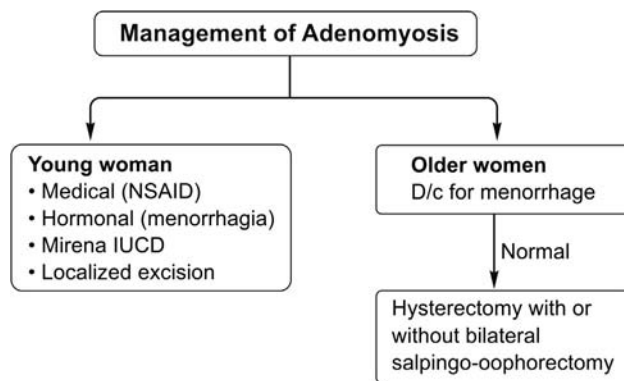 Management of Adenomyosis
Young woman
• Medical (NSAID)
• Hormonal (menorrhagia)
• Mirena IUCD
• Localized excision
Older women
D/c for menorrhage
Normal
Hysterectomy with or
without bilateral
salpingo-oophorectomy